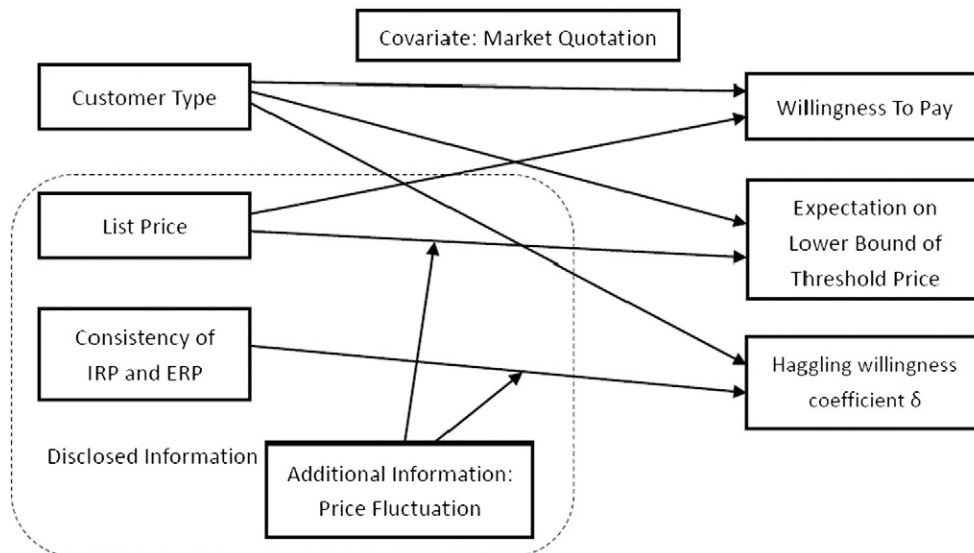 Covariate: Market Quotation
Customer Type
Willingness To Pay
List Price
Expectation on
Lower Bound of
Threshold Price
Consistency of
IRP and ERP
Haggling willingness
coefficient δ
Disclosed Information
Additional Information:
Price Fluctuation